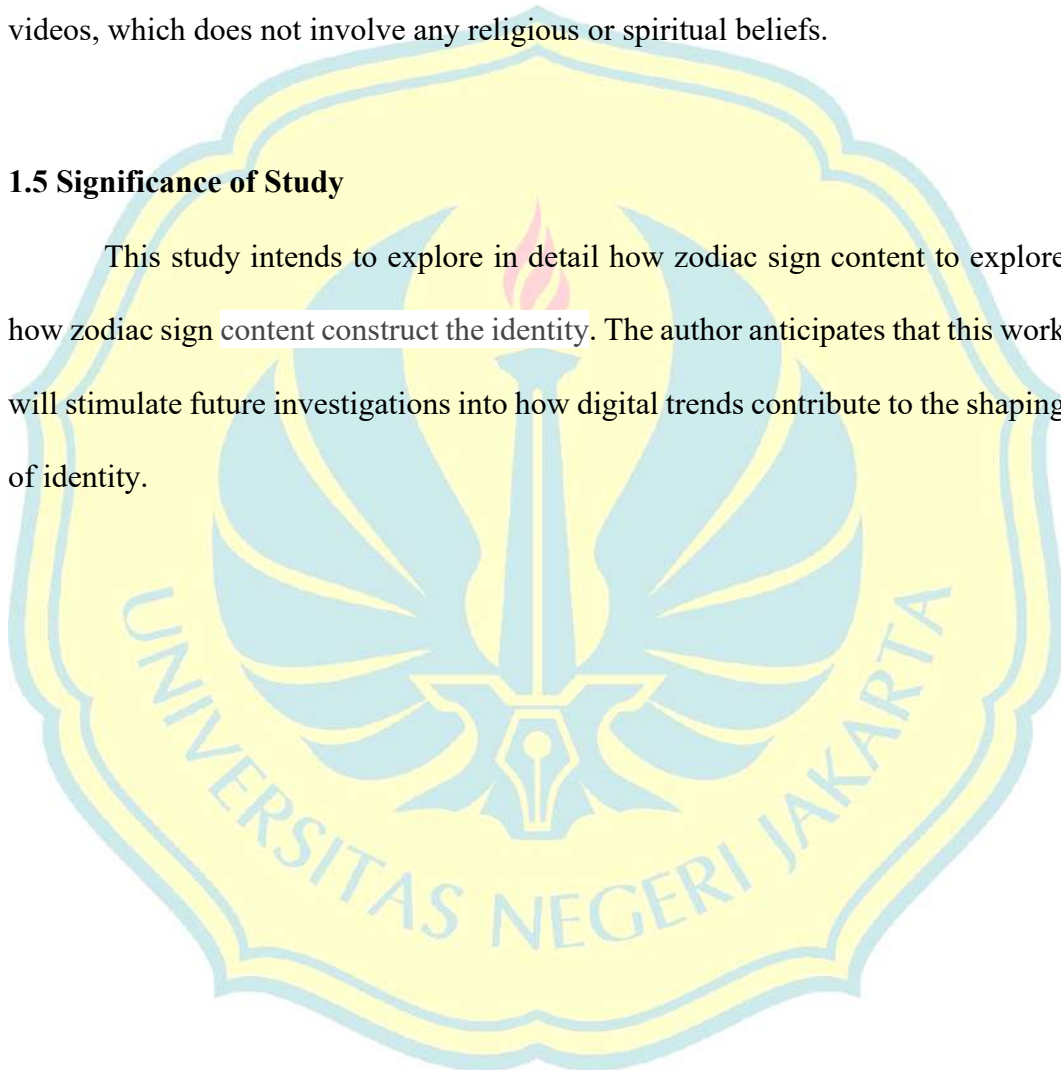 videos, which does not involve any religious or spiritual beliefs.
1.5 Significance of Study
This study intends to explore in detail how zodiac sign content to explore
how zodiac sign content construct the identity. The author anticipates that this work
will stimulate future investigations into how digital trends contribute to the shaping
of identity.
UNIVERSITAS NEGERI JAKARTA